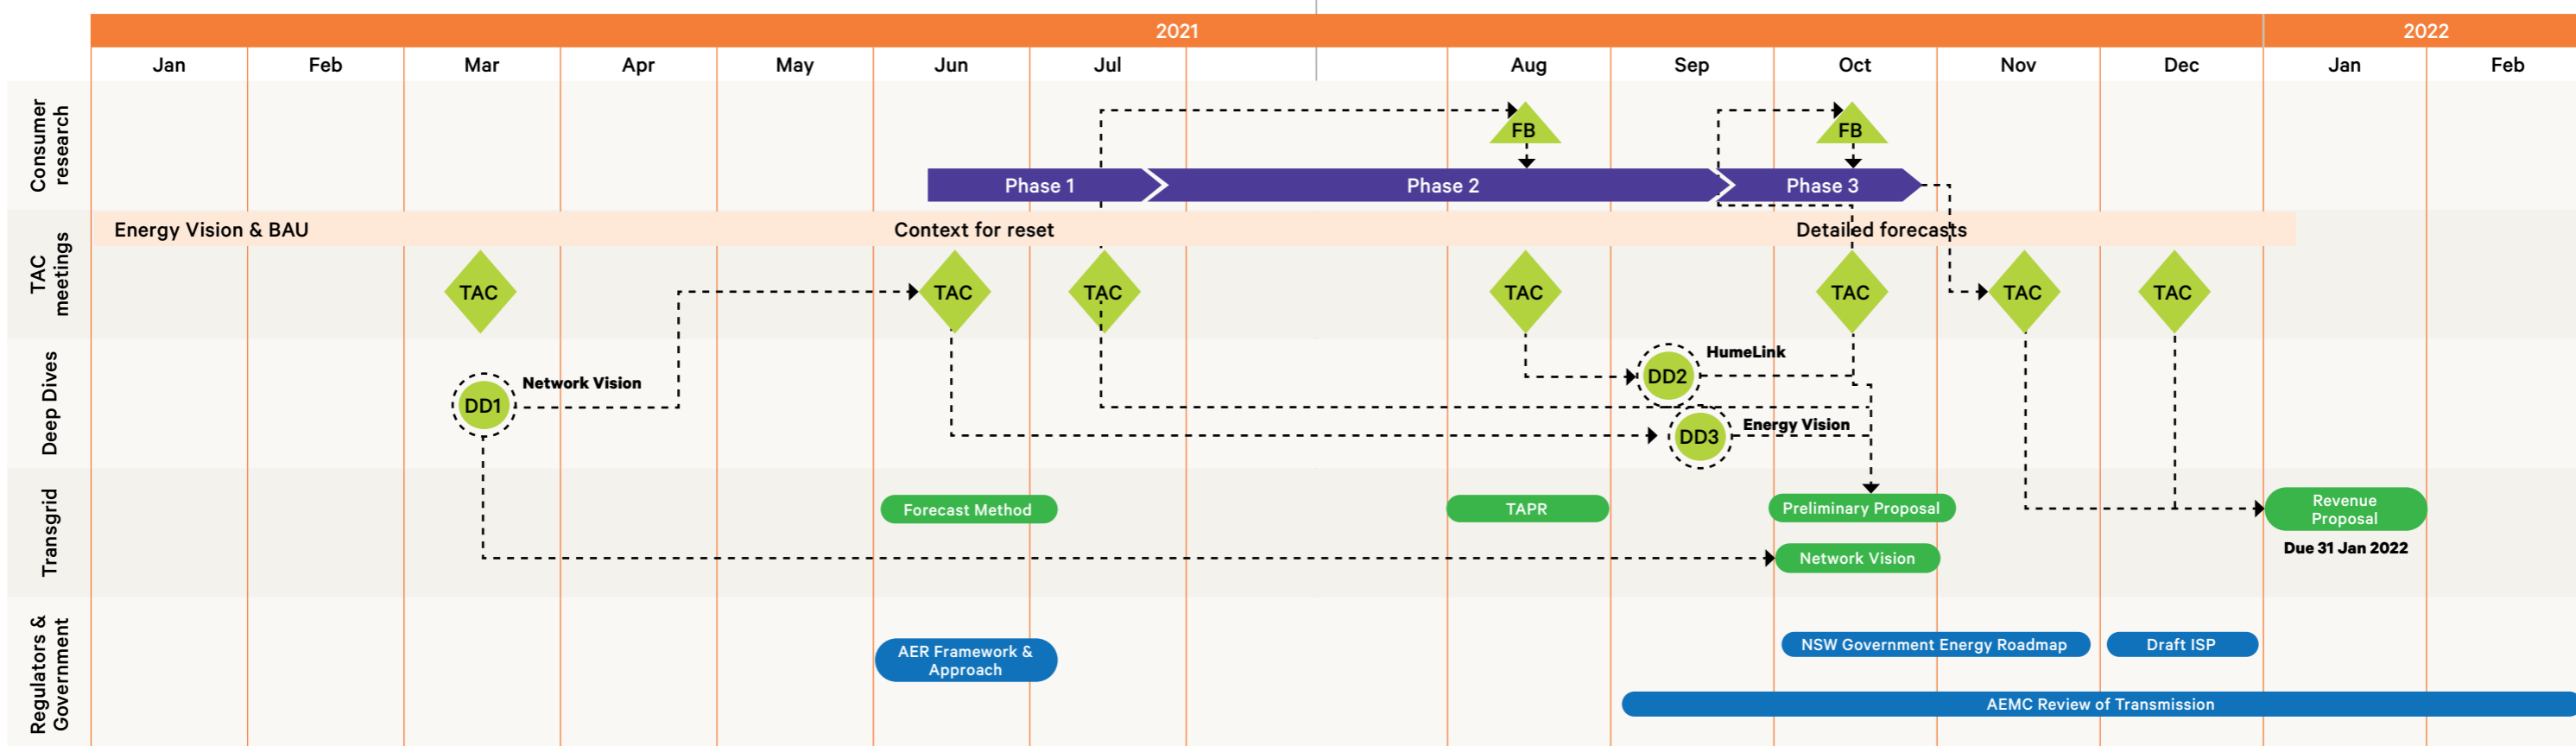 2021
2022
Jan
Feb
Mar
Apr
May
Jun
Jul
Aug
Sep
Oct
Nov
Dec
Jan
Feb
Consumer
research
FB
FB
Phase 1
Phase 2
Phase 3
TAC
meetings
Energy Vision & BAU
Context for reset
Detailed forecasts
TAC
TAC
TAC
TAC
TAC
TAC
TAC
Deep Dives
DD1
Network Vision
DD2
HumeLink
DD3
Energy Vision
Transgrid
Forecast Method
TAPR
Preliminary Proposal
Revenue
Proposal
Due 31 Jan 2022
Network Vision
Regulators &
Government
AER Framework &
Approach
NSW Government Energy Roadmap
Draft ISP
AEMC Review of Transmission